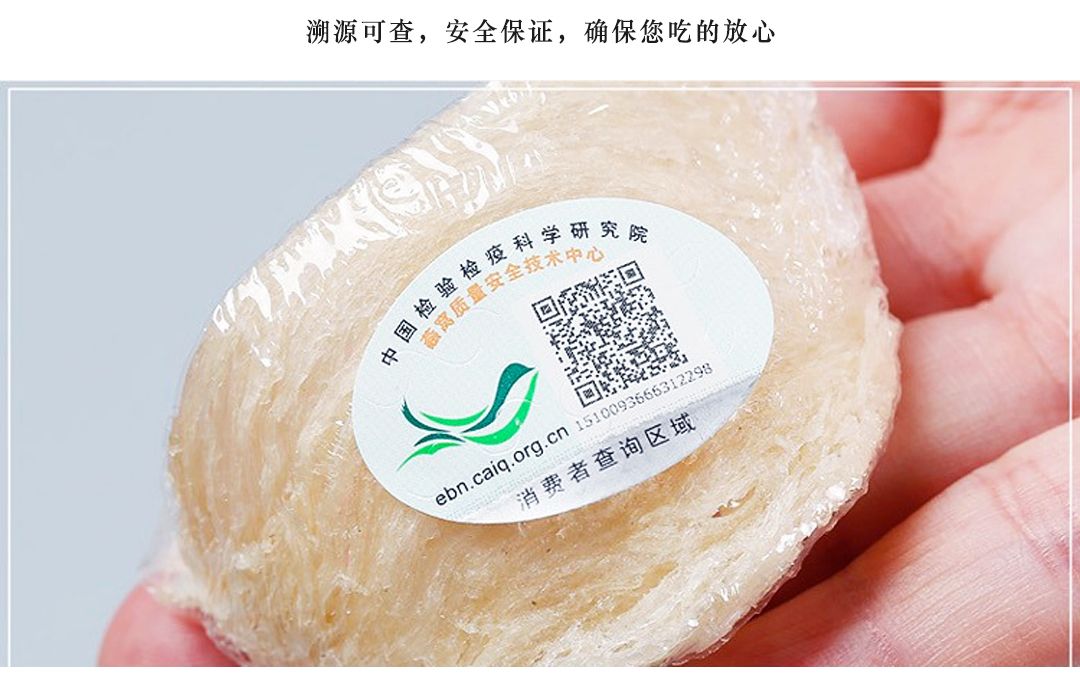 溯源可查，安全保证，确保您吃的放心
中国检验检疫科学研究院
燕窝质量安全技术中心
1510093666312298
ebn.caiq.org.cn
消费者查询区域